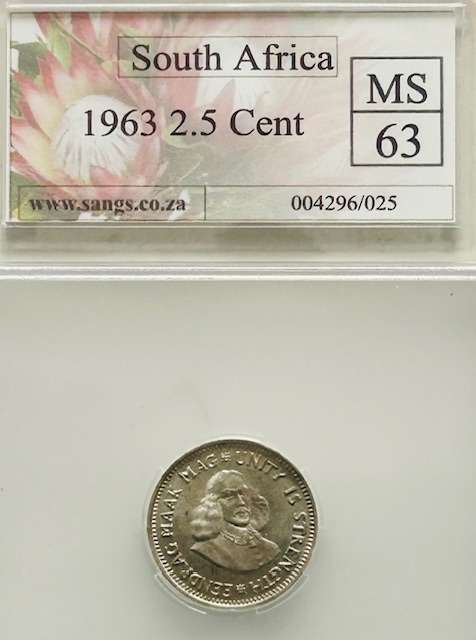 South Africa
1963 2.5 Cent
MS
63
www.sangs.co.za
004296/025
UNITY IS STRENGTH
EENDRAG MAAK MAG